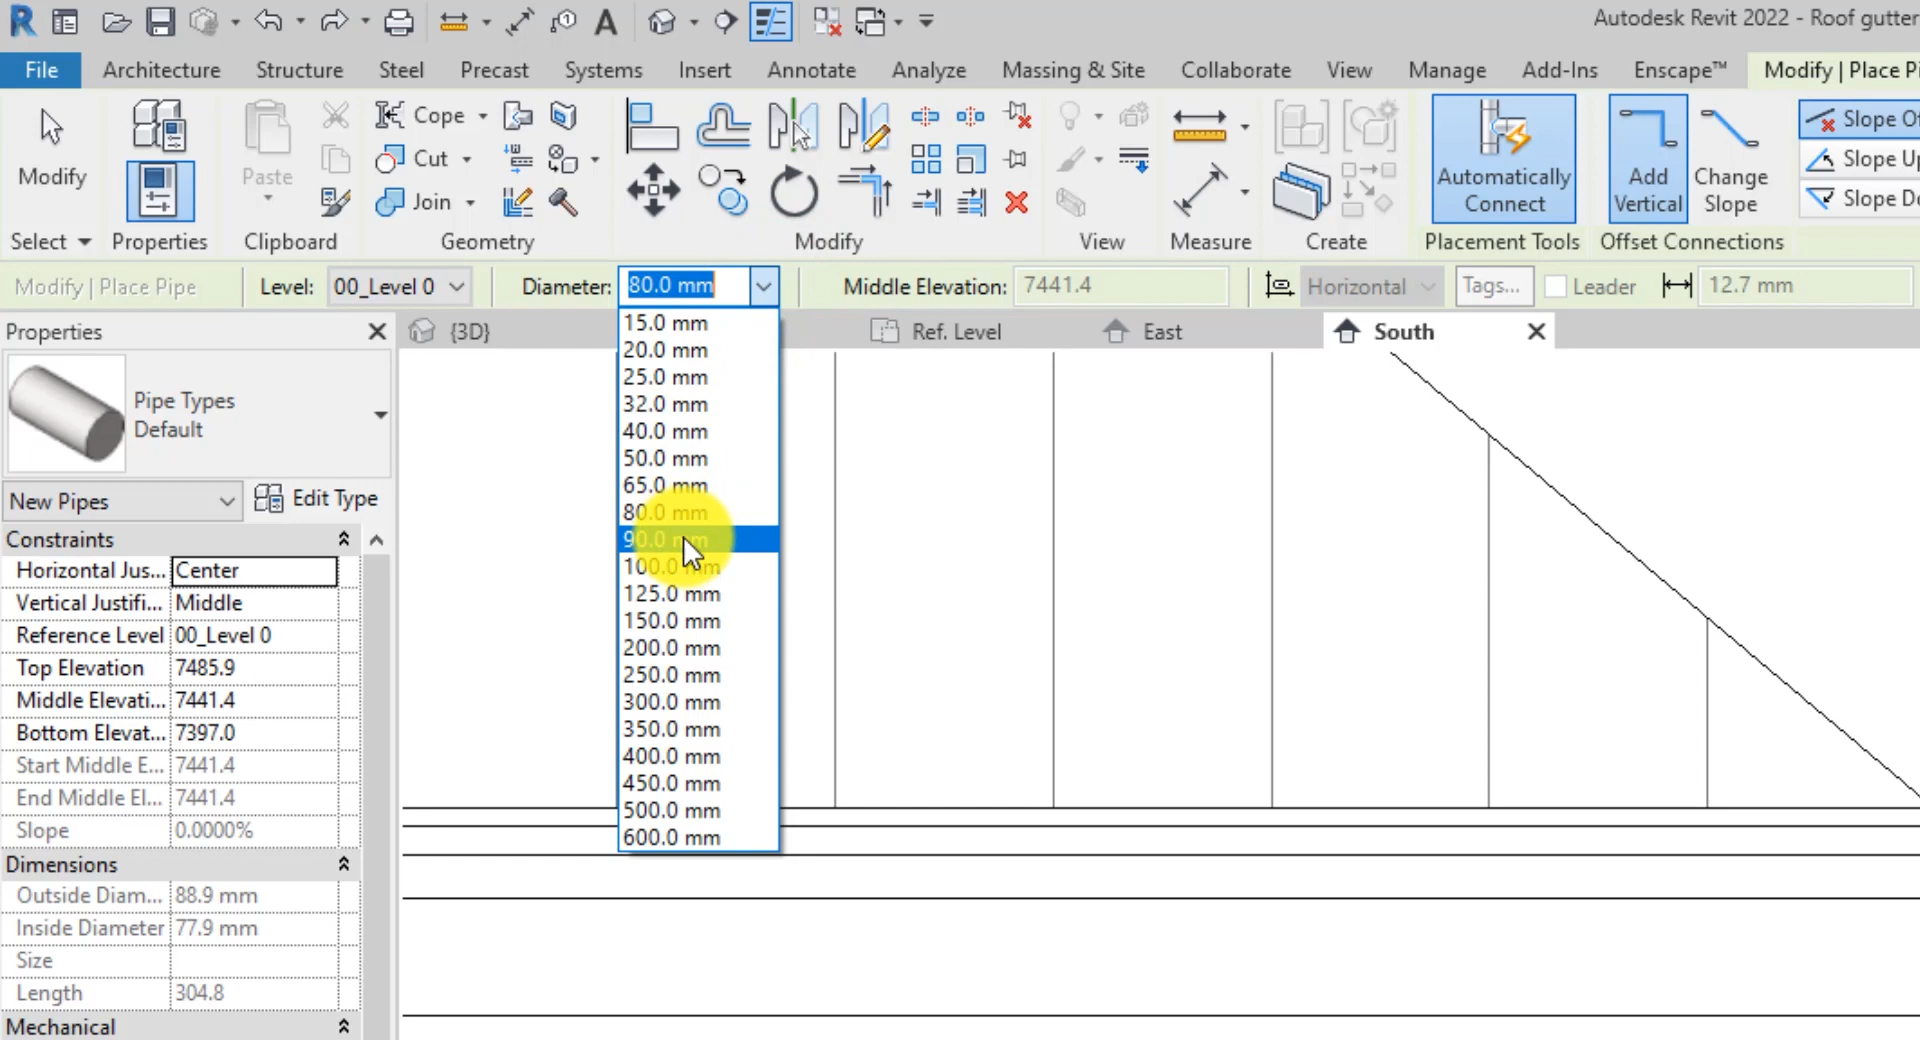 Autodesk Revit 2022 - Roof gutter
File Architecture Structure Steel Precast Systems Insert Annotate Analyze Massing & Site Collaborate View Manage Add-Ins Enscape™ Modify | Place Pi
Modify
Paste
Cope
Cut
Join
Automatically
Connect
Add
Vertical
Change
Slope
Slope Of
Slope Up
Slope Do
Select Properties Clipboard Geometry Modify View Measure Create Placement Tools Offset Connections
Modify | Place Pipe Level: 00_Level 0 Diameter: 80.0 mm Middle Elevation: 7441.4 Horizontal Tags... Leader 12.7 mm
Properties
{3D} Ref. Level East South
15.0 mm
20.0 mm
25.0 mm
32.0 mm
40.0 mm
50.0 mm
65.0 mm
80.0 mm
90.0 mm
100.0 mm
125.0 mm
150.0 mm
200.0 mm
250.0 mm
300.0 mm
350.0 mm
400.0 mm
450.0 mm
500.0 mm
600.0 mm
Pipe Types
Default
New Pipes Edit Type
Constraints
Horizontal Jus... Center
Vertical Justifi... Middle
Reference Level 00_Level 0
Top Elevation 7485.9
Middle Elevati... 7441.4
Bottom Elevat... 7397.0
Start Middle E... 7441.4
End Middle El... 7441.4
Slope 0.0000%
Dimensions
Outside Diam... 88.9 mm
Inside Diameter 77.9 mm
Size
Length 304.8
Mechanical